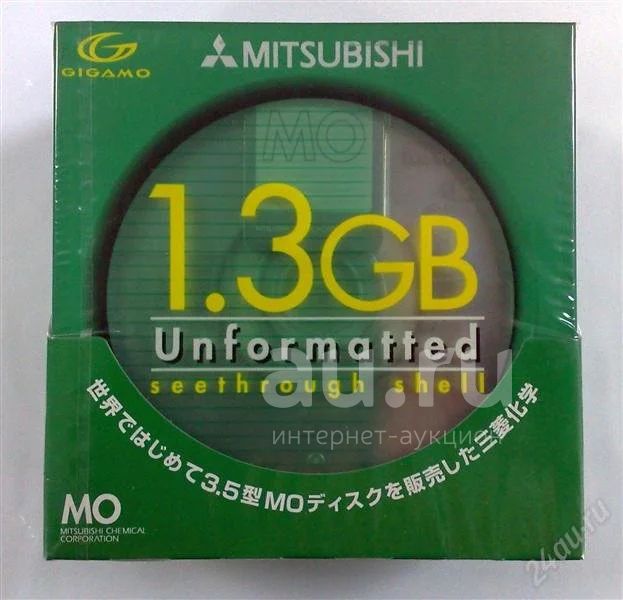 GIGAMO
MITSUBISHI
MO
1.3GB
Unformatted
seethrough shell
au.ru
интернет-аукцион
世界ではじめて3.5型MOディスクを販売した三菱化学
MO
MITSUBISHI CHEMICAL
CORPORATION
24au.ru